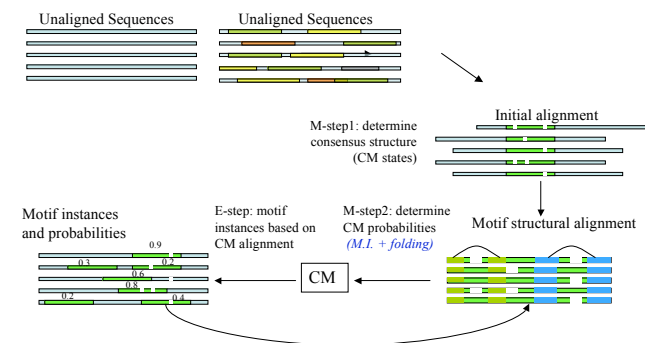 Unaligned Sequences
Unaligned Sequences
Initial alignment
M-step1: determine
consensus structure
(CM states)
Motif instances
and probabilities
E-step: motif
instances based on
CM alignment
M-step2: determine
CM probabilities
(M.I. + folding)
Motif structural alignment
0.9
0.3
0.2
0.6
0.8
0.2
0.4
CM